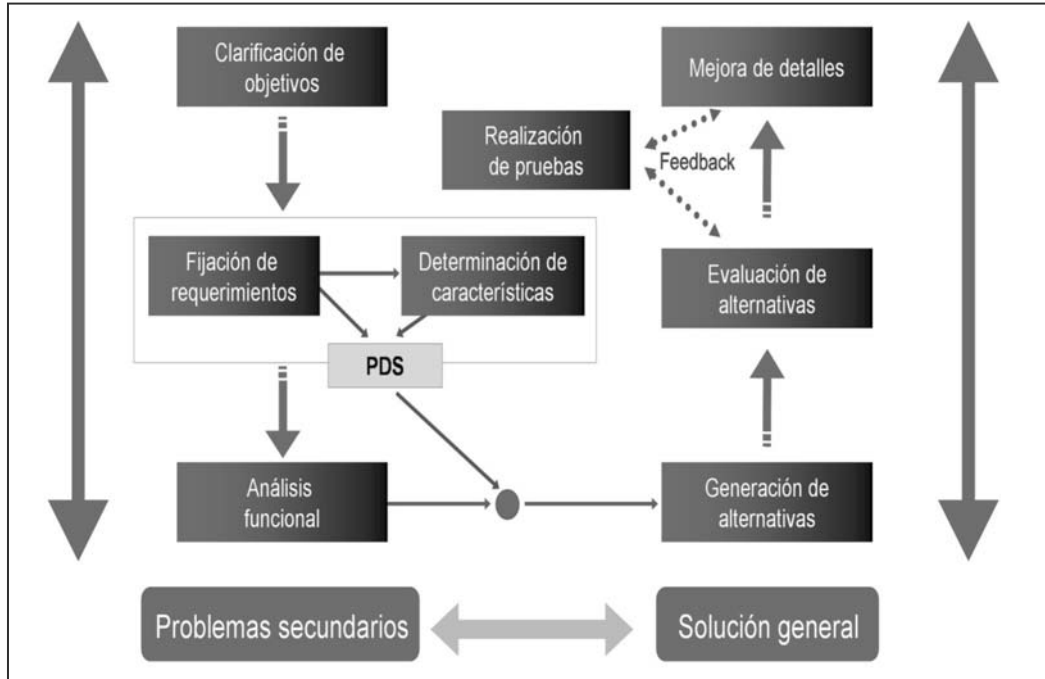 Clarificación de
objetivos
Mejora de detalles
Realización
de pruebas
Feedback
Fijación de
requerimientos
Determinación de
características
Evaluación de
alternativas
PDS
Análisis
funcional
Generación de
alternativas
Problemas secundarios
Solución general